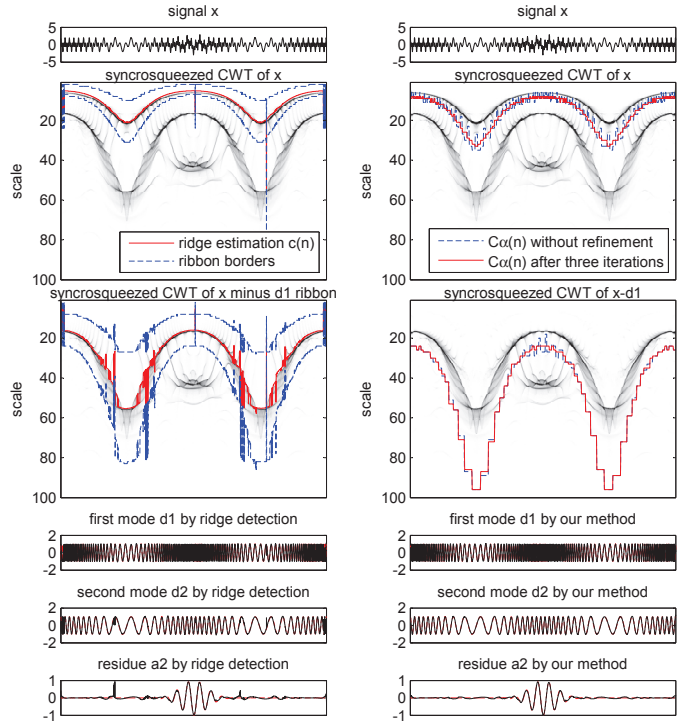 signal x
5
0
-5
syncrosqueezed CWT of x
20
40
60
80
100
scale
ridge estimation c(n)
ribbon borders
syncrosqueezed CWT of x minus d1 ribbon
20
40
60
80
100
scale
first mode d1 by ridge detection
2
0
-2
second mode d2 by ridge detection
2
0
-2
residue a2 by ridge detection
1
0
-1
signal x
5
0
-5
syncrosqueezed CWT of x
20
40
60
80
100
scale
Cα(n) without refinement
Cα(n) after three iterations
syncrosqueezed CWT of x-d1
20
40
60
80
100
scale
first mode d1 by our method
2
0
-2
second mode d2 by our method
2
0
-2
residue a2 by our method
1
0
-1